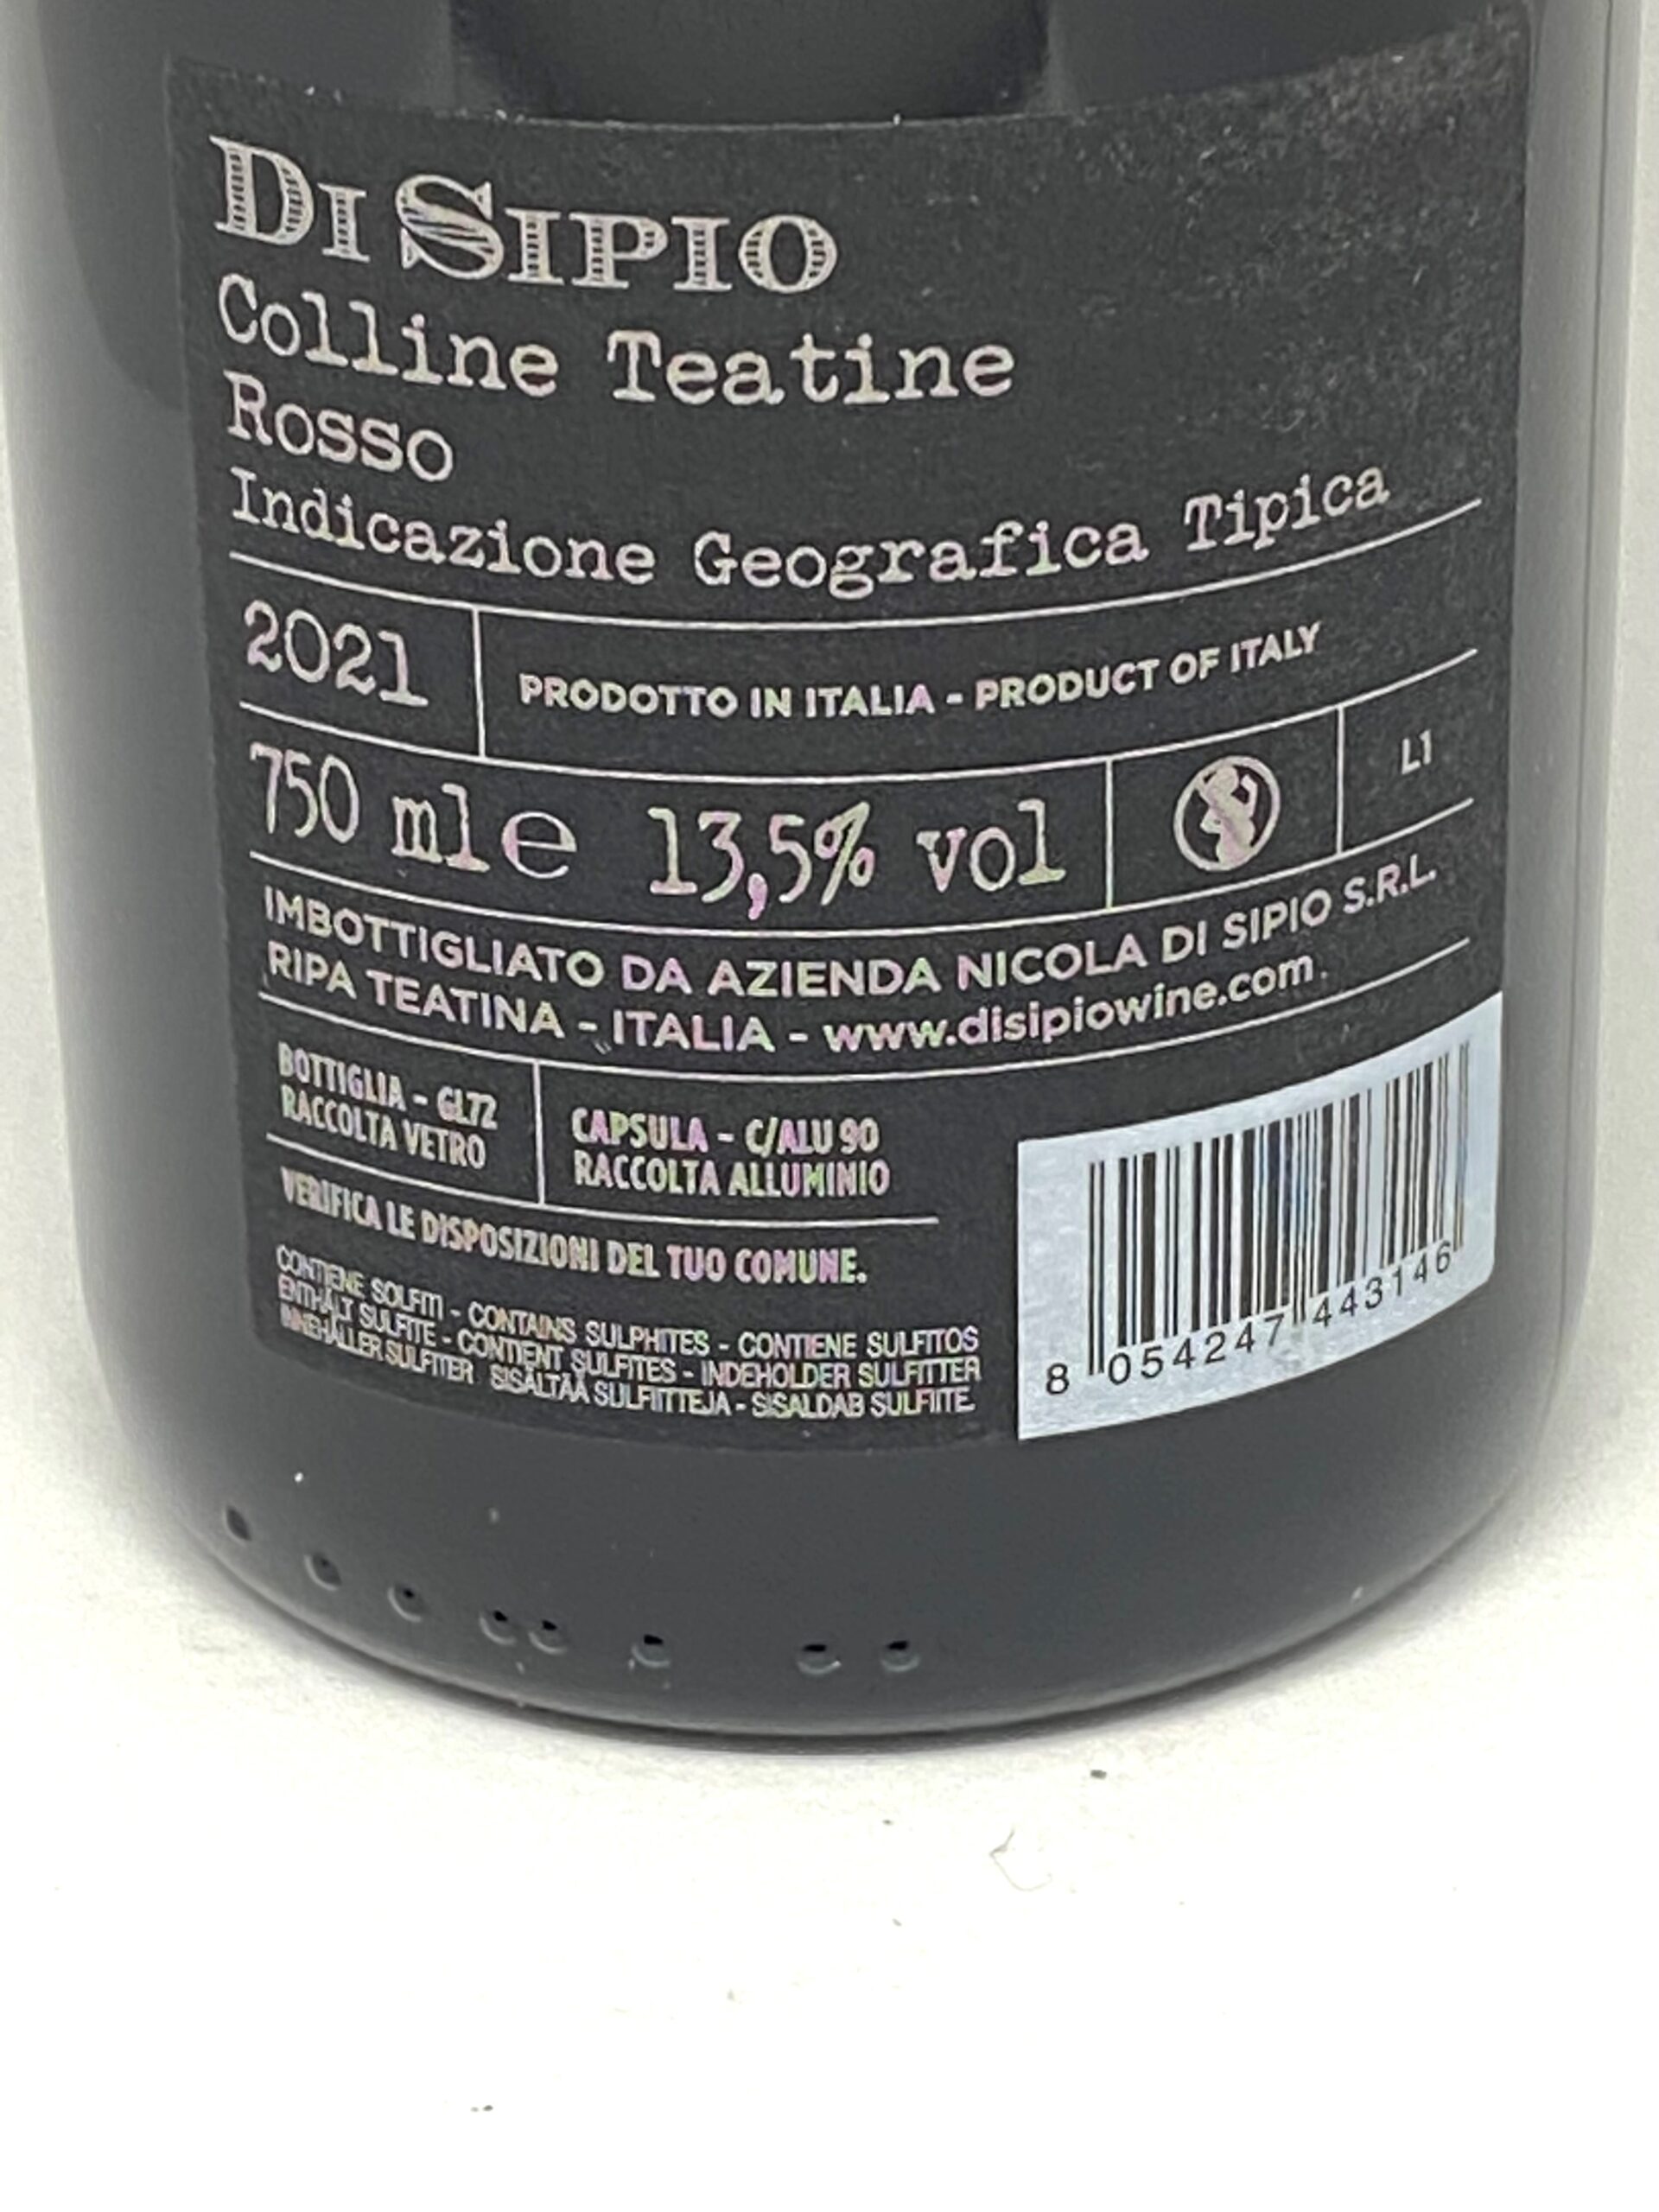 Di Sipio
Colline Teatine
Rosso
Indicazione Geografica Tipica
2021
PRODOTTO IN ITALIA - PRODUCT OF ITALY
750 ml e 13,5% vol
L1
IMBOTTIGLIATO DA AZIENDA NICOLA DI SIPIO S.R.L.
RIPA TEATINA - ITALIA - www.disipiowine.com
BOTTIGLIA - GL72
RACCOLTA VETRO
CAPSULA - C/ALU 90
RACCOLTA ALLUMINIO
VERIFICA LE DISPOSIZIONI DEL TUO COMUNE.
CONTIENE SOLFITI - CONTAINS SULPHITES - CONTIENE SULFITOS
ENTHÄLT SULFITE - CONTIENT SULFITES - INDEHOLDER SULFITTER
INNEHÅLLER SULFITER SISÄLTÄÄ SULFIITTEJA - SISALDAB SULFIITE.
8 054247 443146